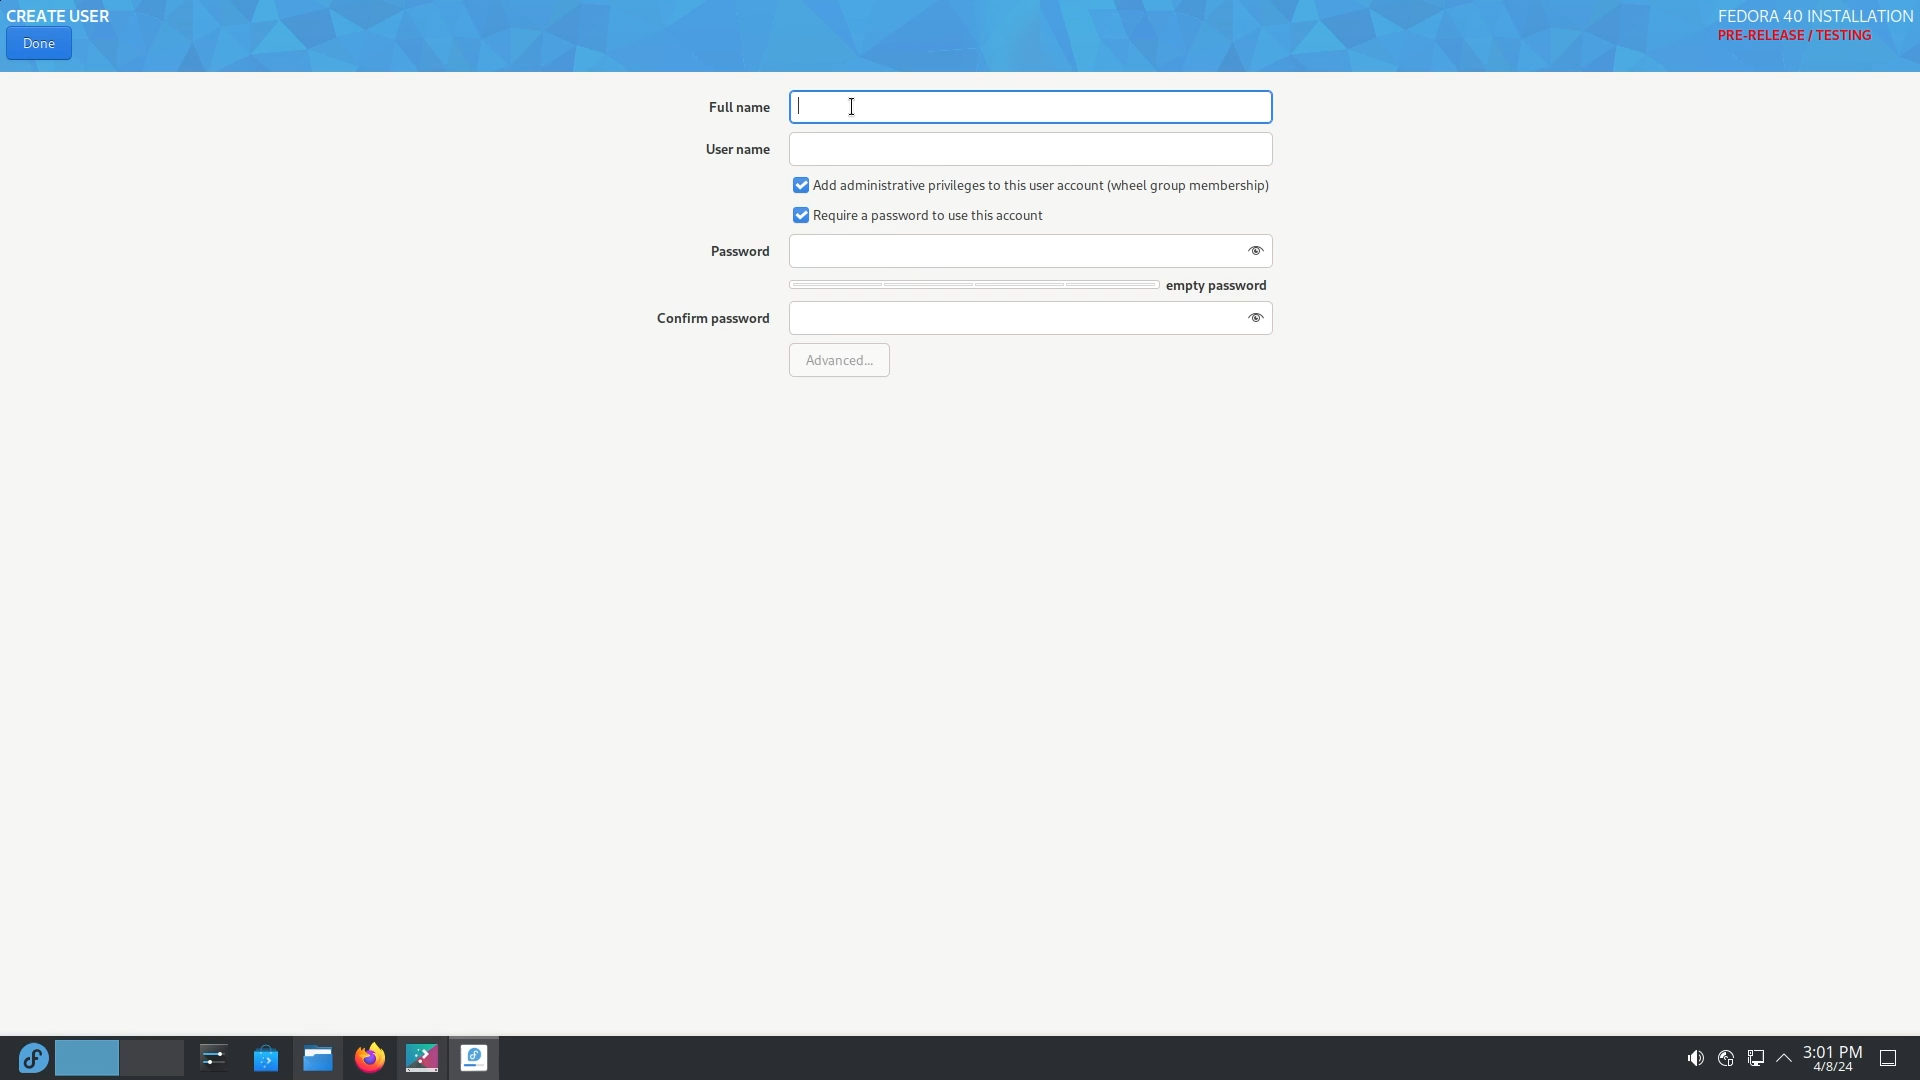 CREATE USER
Done
FEDORA 40 INSTALLATION
PRE-RELEASE / TESTING
Full name
User name
Add administrative privileges to this user account (wheel group membership)
Require a password to use this account
Password
empty password
Confirm password
Advanced...
3:01 PM
4/8/24